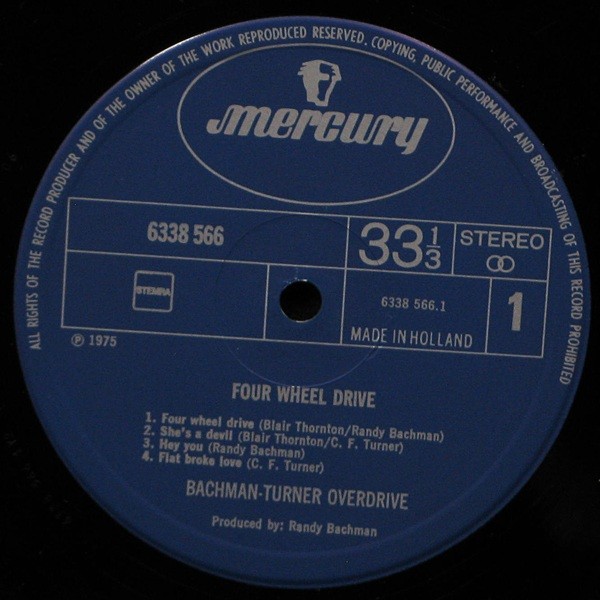 ALL RIGHTS OF THE RECORD PRODUCER AND OF THE OWNER OF THE WORK REPRODUCED RESERVED. COPYING, PUBLIC PERFORMANCE AND BROADCASTING OF THIS RECORD PROHIBITED
mercury
6338 566
33 1/3
STEREO
STEMRA
6338 566.1
1
MADE IN HOLLAND
℗ 1975
FOUR WHEEL DRIVE
1. Four wheel drive (Blair Thornton/Randy Bachman)
2. She's a devil (Blair Thornton/C. F. Turner)
3. Hey you (Randy Bachman)
4. Flat broke love (C. F. Turner)
BACHMAN-TURNER OVERDRIVE
Produced by: Randy Bachman